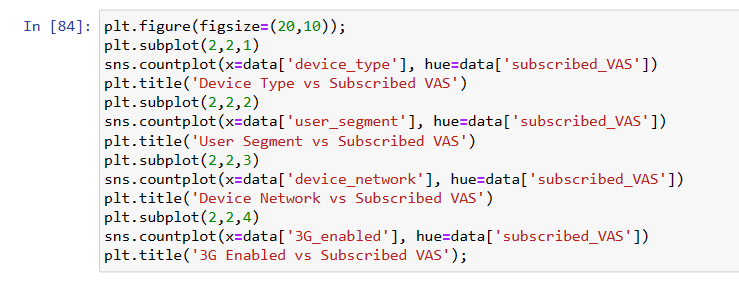 In [84]: plt.figure(figsize=(20,10));
plt.subplot(2,2,1)
sns.countplot(x=data['device_type'], hue=data['subscribed_VAS'])
plt.title('Device Type vs Subscribed VAS')
plt.subplot(2,2,2)
sns.countplot(x=data['user_segment'], hue=data['subscribed_VAS'])
plt.title('User Segment vs Subscribed VAS')
plt.subplot(2,2,3)
sns.countplot(x=data['device_network'], hue=data['subscribed_VAS'])
plt.title('Device Network vs Subscribed VAS')
plt.subplot(2,2,4)
sns.countplot(x=data['3G_enabled'], hue=data['subscribed_VAS'])
plt.title('3G Enabled vs Subscribed VAS');